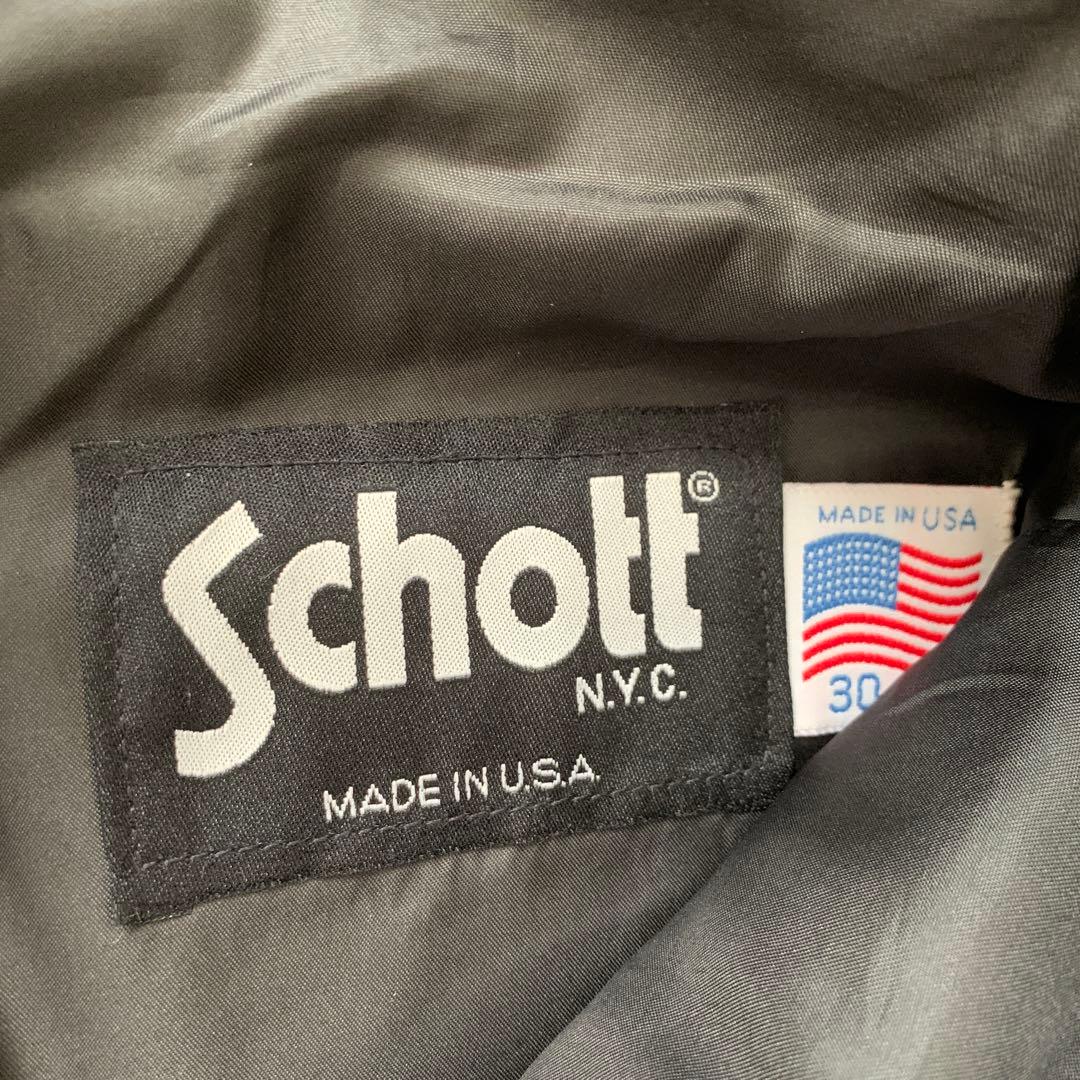 Schott®
N.Y.C.
MADE IN U.S.A.
MADE IN USA
30